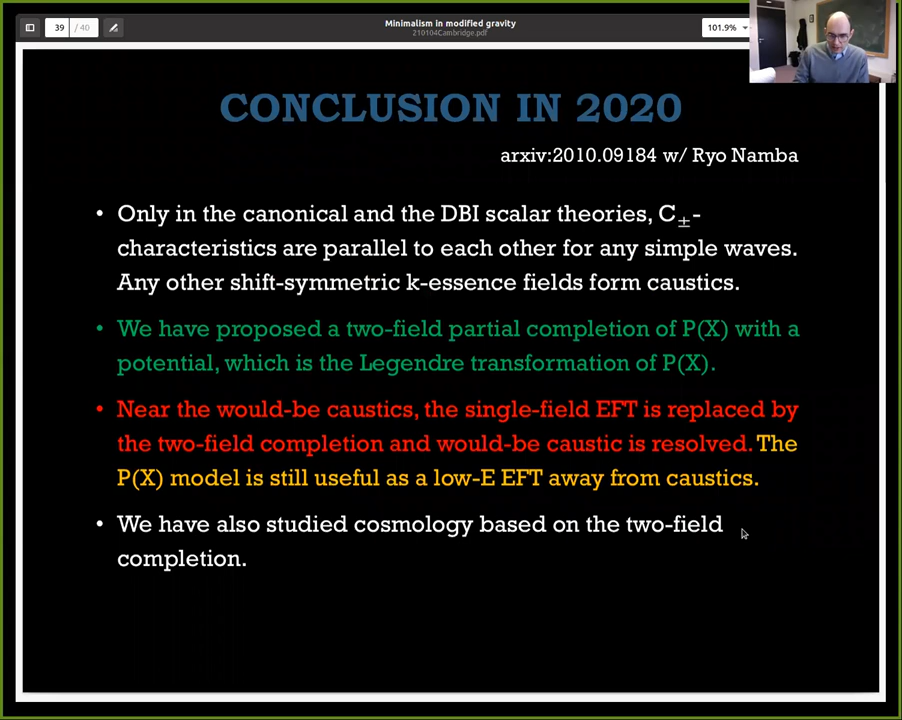 39 / 40
Minimalism in modified gravity
210104Cambridge.pdf
101.9%
CONCLUSION IN 2020
arxiv:2010.09184 w/ Ryo Namba
• Only in the canonical and the DBI scalar theories, C±-
characteristics are parallel to each other for any simple waves.
Any other shift-symmetric k-essence fields form caustics.
• We have proposed a two-field partial completion of P(X) with a
potential, which is the Legendre transformation of P(X).
• Near the would-be caustics, the single-field EFT is replaced by
the two-field completion and would-be caustic is resolved. The
P(X) model is still useful as a low-E EFT away from caustics.
• We have also studied cosmology based on the two-field
completion.